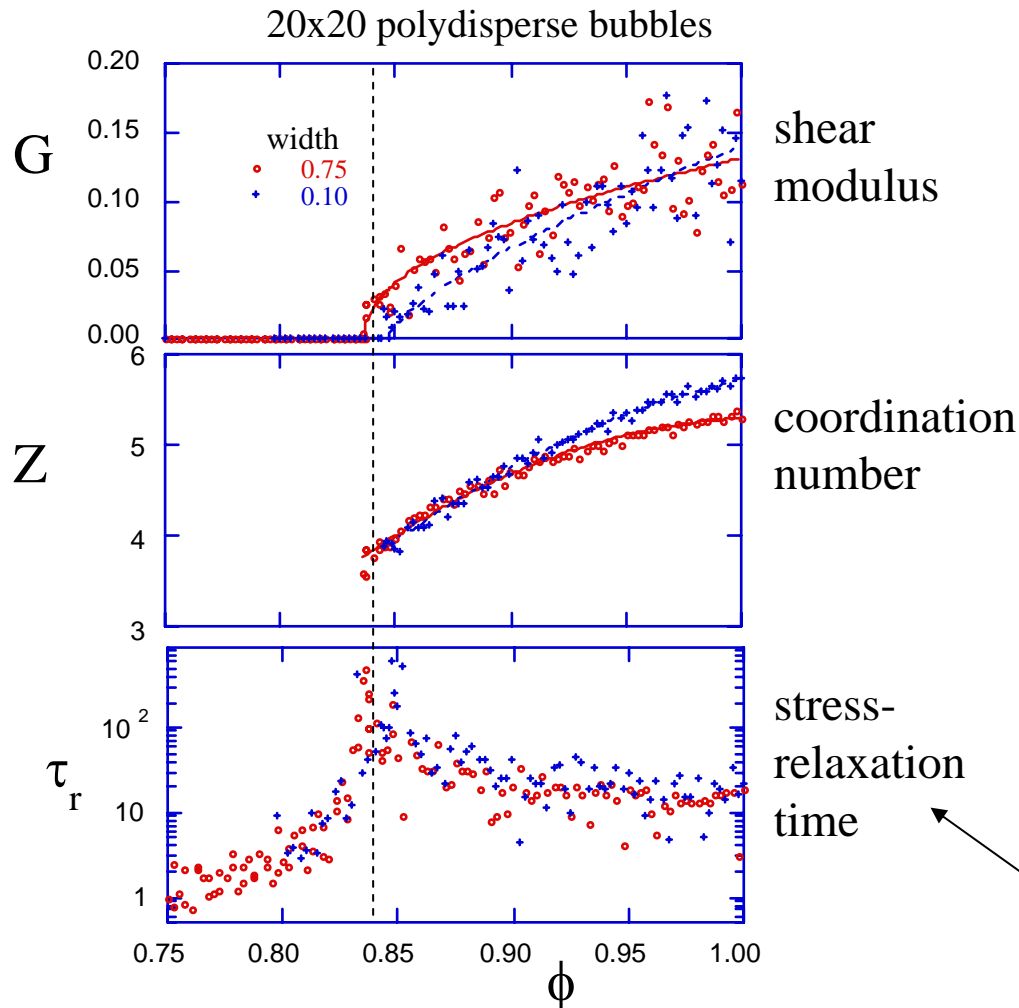 20x20 polydisperse bubbles
0.20
0.15
0.10
0.05
0.00
G
width
0.75
0.10
shear
modulus
6
5
4
3
Z
coordination
number
10 2
10
1
τr
stress-
relaxation
time
0.75 0.80 0.85 0.90 0.95 1.00
ϕ